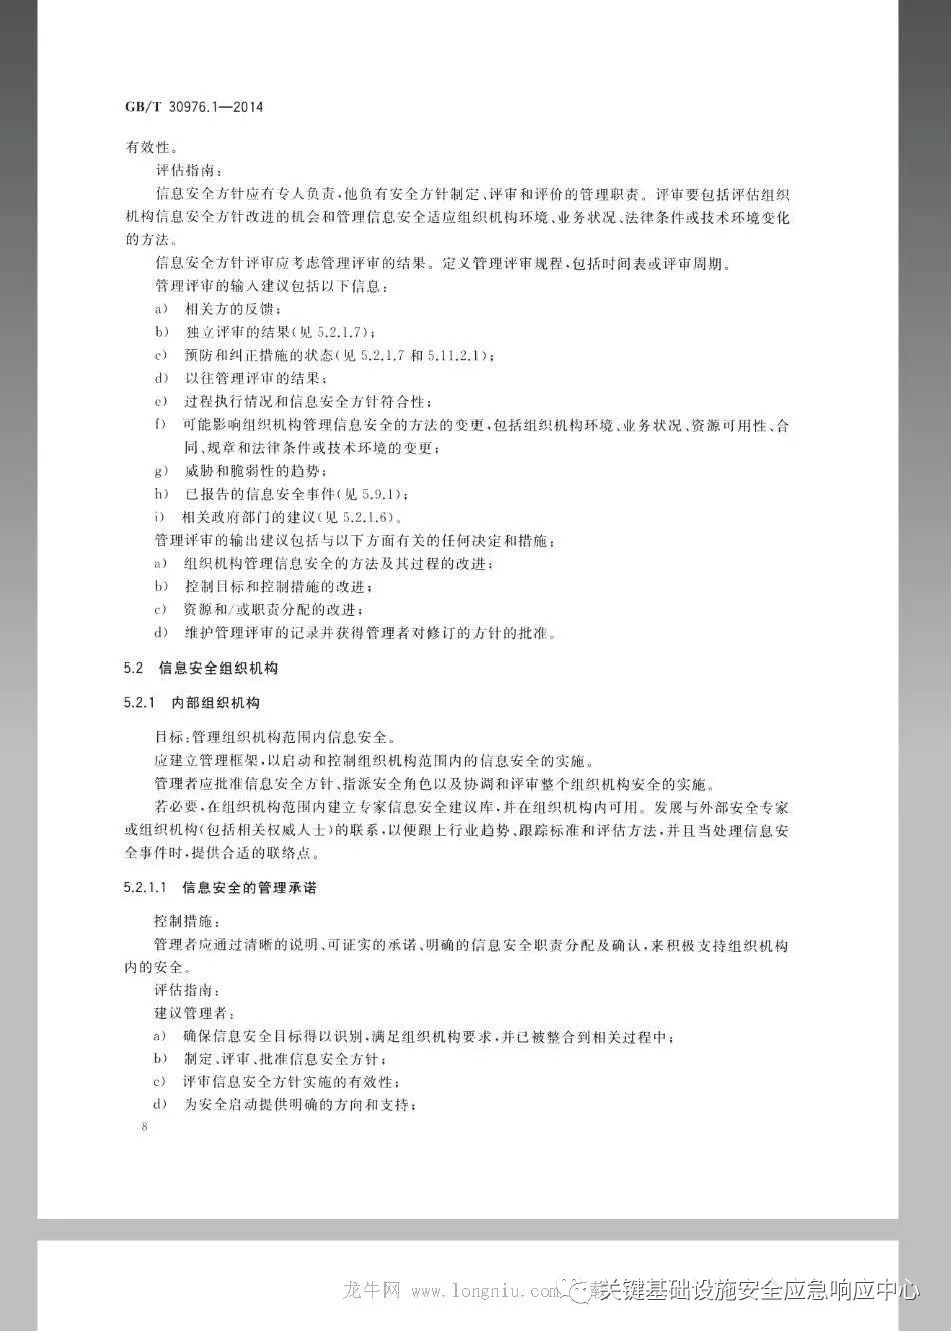 GB/T 30976.1—2014
有效性。
评估指南：
信息安全方针应有专人负责，他负有安全方针制定、评审和评价的管理职责。评审要包括评估组织
机构信息安全方针改进的机会和管理信息安全适应组织机构环境、业务状况、法律条件或技术环境变化
的方法。
信息安全方针评审应考虑管理评审的结果。定义管理评审规程，包括时间表或评审周期。
管理评审的输入建议包括以下信息：
a) 相关方的反馈；
b) 独立评审的结果(见 5.2.1.7)；
c) 预防和纠正措施的状态(见 5.2.1.7 和 5.11.2.1)；
d) 以往管理评审的结果；
e) 过程执行情况和信息安全方针符合性；
f) 可能影响组织机构管理信息安全的方法的变更，包括组织机构环境、业务状况、资源可用性、合
同、规章和法律条件或技术环境的变更；
g) 威胁和脆弱性的趋势；
h) 已报告的信息安全事件(见 5.9.1)；
i) 相关政府部门的建议(见 5.2.1.6)。
管理评审的输出建议包括与以下方面有关的任何决定和措施：
a) 组织机构管理信息安全的方法及其过程的改进；
b) 控制目标和控制措施的改进；
c) 资源和/或职责分配的改进；
d) 维护管理评审的记录并获得管理者对修订的方针的批准。
5.2 信息安全组织机构
5.2.1 内部组织机构
目标：管理组织机构范围内信息安全。
应建立管理框架，以启动和控制组织机构范围内的信息安全的实施。
管理者应批准信息安全方针、指派安全角色以及协调和评审整个组织机构安全的实施。
若必要，在组织机构范围内建立专家信息安全建议库，并在组织机构内可用。发展与外部安全专家
或组织机构(包括相关权威人士)的联系，以便跟上行业趋势、跟踪标准和评估方法，并且当处理信息安
全事件时，提供合适的联络点。
5.2.1.1 信息安全的管理承诺
控制措施：
管理者应通过清晰的说明、可证实的承诺、明确的信息安全职责分配及确认，来积极支持组织机构
内的安全。
评估指南：
建议管理者：
a) 确保信息安全目标得以识别，满足组织机构要求，并已被整合到相关过程中；
b) 制定、评审、批准信息安全方针；
c) 评审信息安全方针实施的有效性；
d) 为安全启动提供明确的方向和支持；
8
龙牛网 www.longniu.com 载 关键基础设施安全应急响应中心